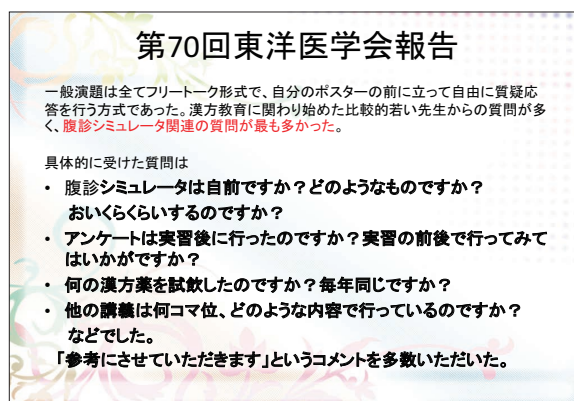 第70回東洋医学会報告
一般演題は全てフリートーク形式で、自分のポスターの前に立って自由に質疑応
答を行う方式であった。漢方教育に関わり始めた比較的若い先生からの質問が多
く、腹診シミュレータ関連の質問が最も多かった。
具体的に受けた質問は
• 腹診シミュレータは自前ですか？どのようなものですか？
おいくらくらいするのですか？
• アンケートは実習後に行ったのですか？実習の前後で行ってみて
はいかがですか？
• 何の漢方薬を試飲したのですか？毎年同じですか？
• 他の講義は何コマ位、どのような内容で行っているのですか？
などでした。
「参考にさせていただきます」というコメントを多数いただいた。